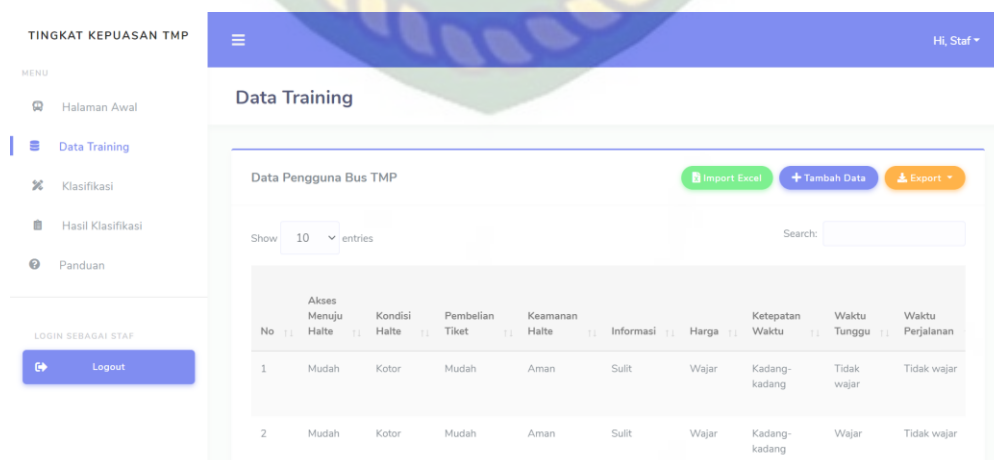 TINGKAT KEPUASAN TMP
Hi, Staf
MENU
Halaman Awal
Data Training
Klasifikasi
Hasil Klasifikasi
Panduan
LOGIN SEBAGAI STAF
Logout
Data Training
Data Pengguna Bus TMP
Import Excel
Tambah Data
Export
Show 10 entries
Search:
No Akses Menuju Halte Kondisi Halte Pembelian Tiket Keamanan Halte Informasi Harga Ketepatan Waktu Waktu Tunggu Waktu Perjalanan
1 Mudah Kotor Mudah Aman Sulit Wajar Kadang-kadang Tidak wajar Tidak wajar
2 Mudah Kotor Mudah Aman Sulit Wajar Kadang-kadang Wajar Tidak wajar